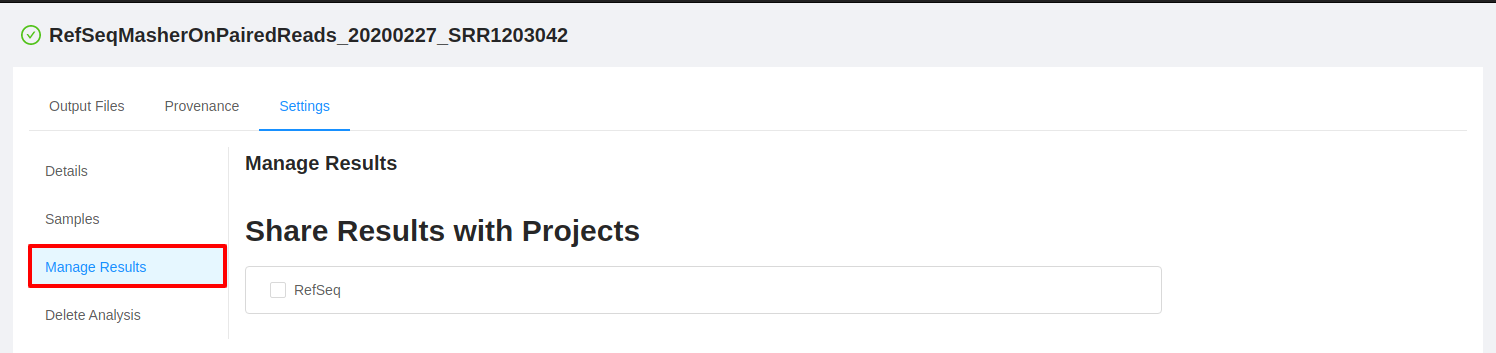 RefSeqMasherOnPairedReads_20200227_SRR1203042
Output Files Provenance Settings
Details
Samples
Manage Results
Delete Analysis
Manage Results
Share Results with Projects
RefSeq